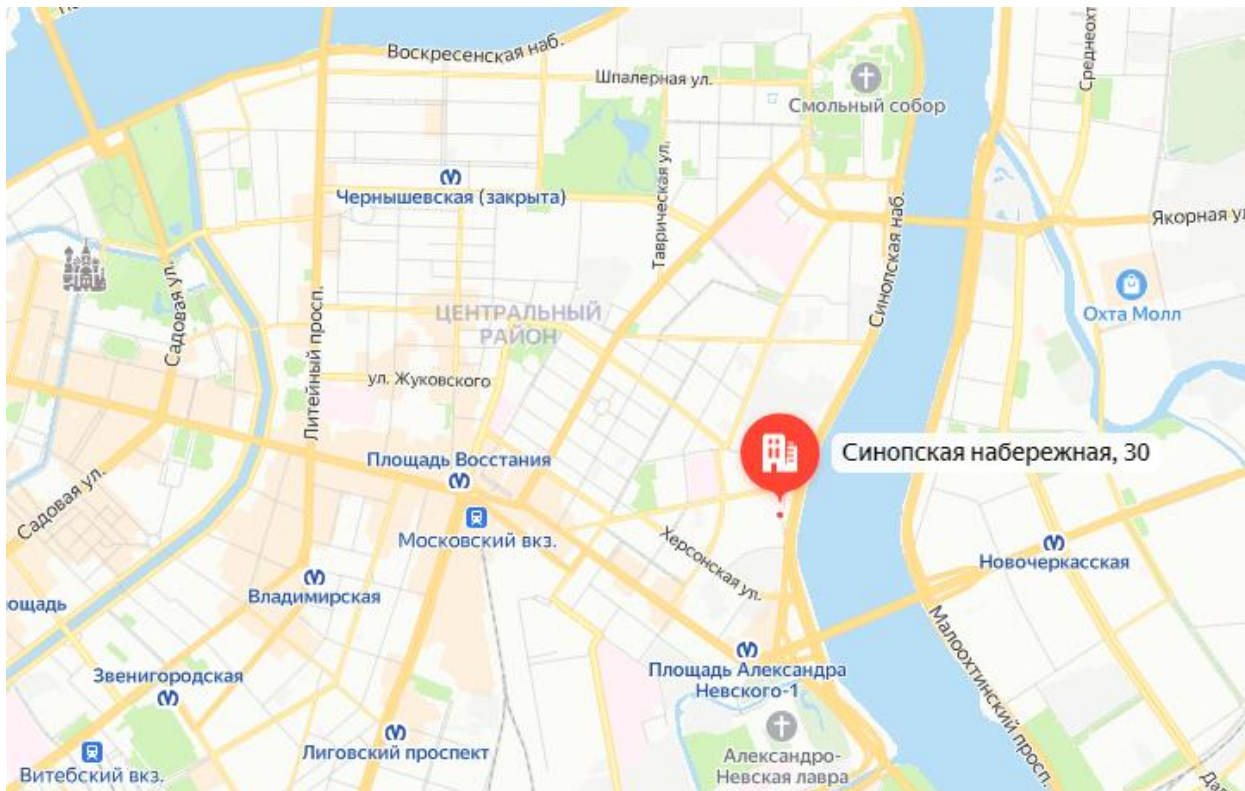 Воскресенская наб.
Шпалерная ул.
Смольный собор
Среднеохт
Чернышевская (закрыта)
Таврическая ул.
Якорная ул
Синопская наб.
Садовая ул.
Литейный просп.
ЦЕНТРАЛЬНЫЙ
РАЙОН
Охта Молл
ул. Жуковского
Площадь Восстания
Синопская набережная, 30
Садовая ул.
Московский вкз.
Херсонская ул.
Новочеркасская
Владимирская
ощадь
Малоохтинский просп.
Площадь Александра
Невского-1
Звенигородская
Лиговский проспект
Александро-
Невская лавра
Витебский вкз.